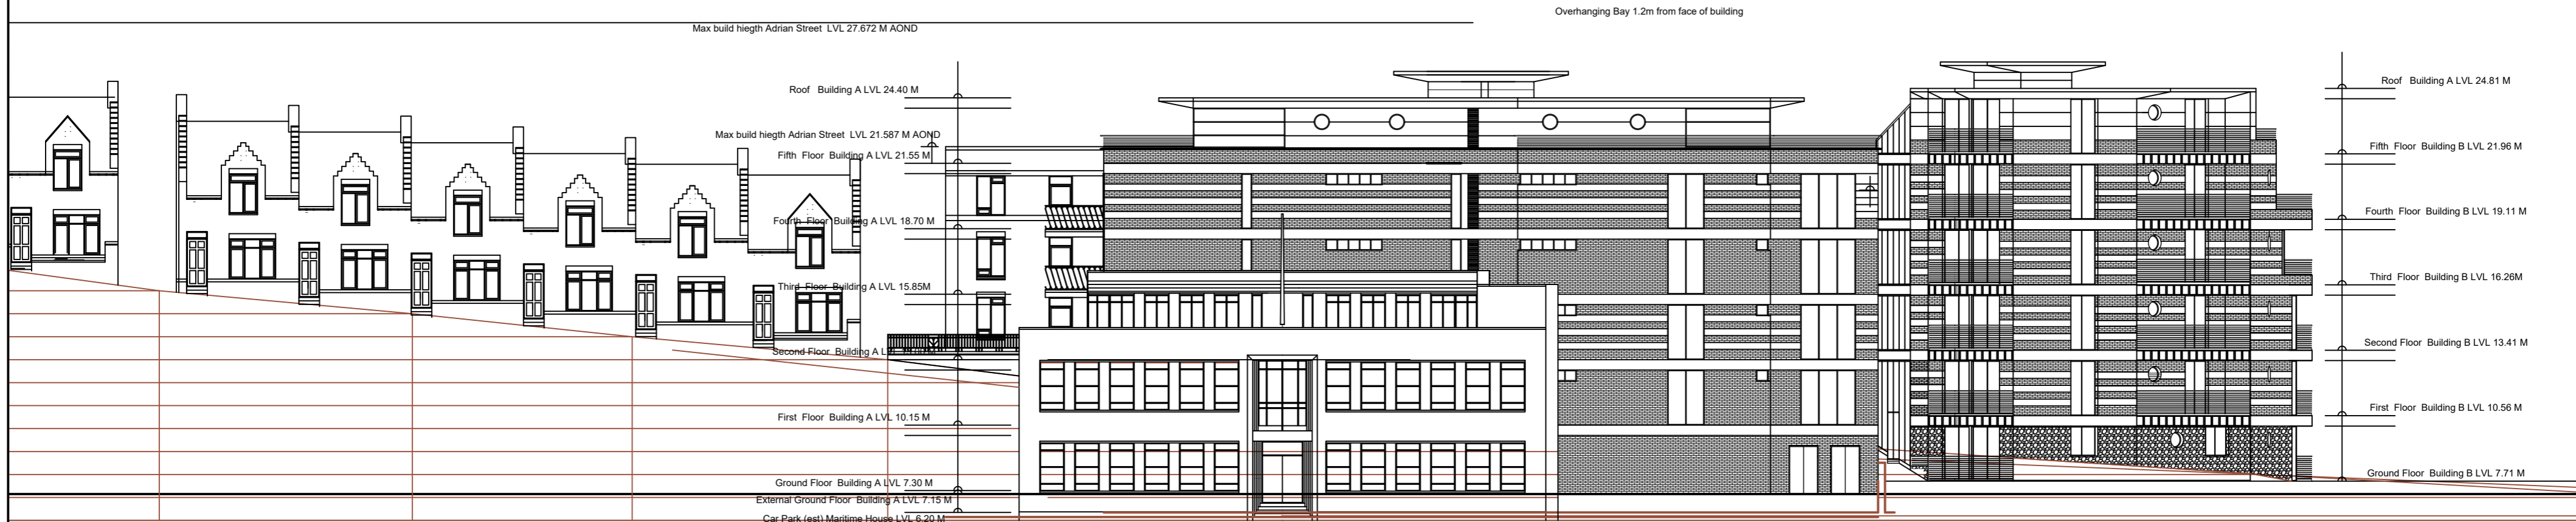 Overhanging Bay 1.2m from face of building
Max build hiegth Adrian Street LVL 27.672 M AOND
Roof Building A LVL 24.40 M
Max build hiegth Adrian Street LVL 21.587 M AOND
Fifth Floor Building A LVL 21.55 M
Fourth Floor Building A LVL 18.70 M
Third Floor Building A LVL 15.85M
Second Floor Building A
First Floor Building A LVL 10.15 M
Ground Floor Building A LVL 7.30 M
External Ground Floor Building A LVL 7.15 M
Car Park (est) Maritime House LVL 6.20 M
Roof Building A LVL 24.81 M
Fifth Floor Building B LVL 21.96 M
Fourth Floor Building B LVL 19.11 M
Third Floor Building B LVL 16.26M
Second Floor Building B LVL 13.41 M
First Floor Building B LVL 10.56 M
Ground Floor Building B LVL 7.71 M